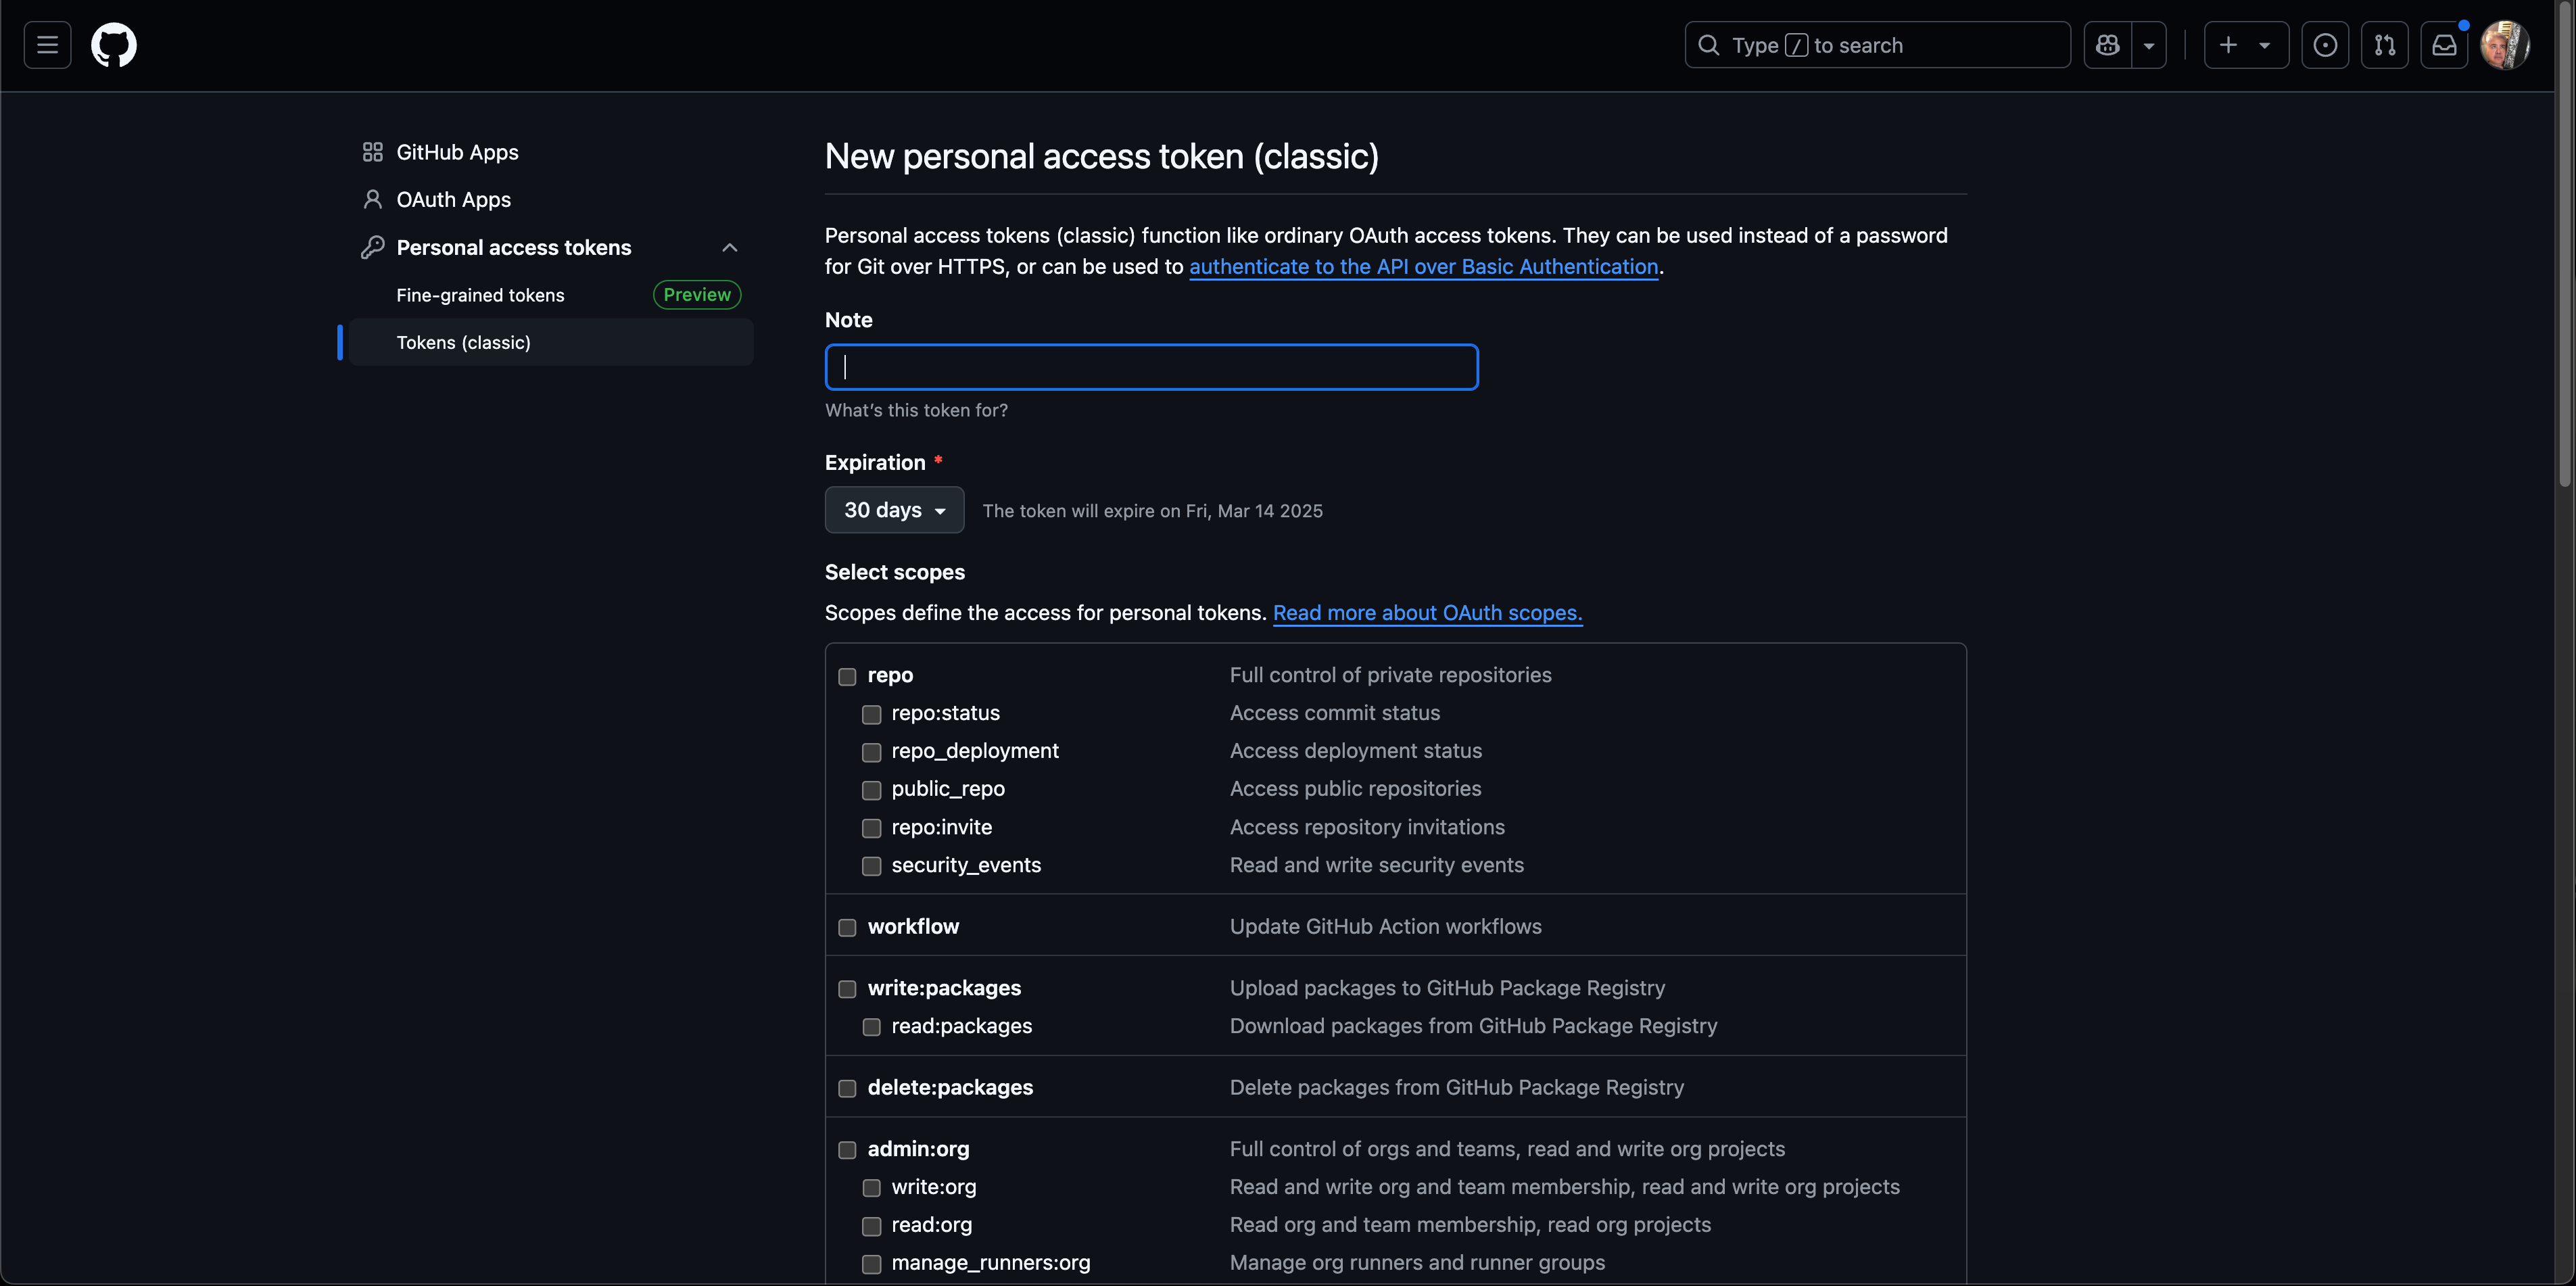 Type / to search
GitHub Apps
OAuth Apps
Personal access tokens
Fine-grained tokens Preview
Tokens (classic)
New personal access token (classic)
Personal access tokens (classic) function like ordinary OAuth access tokens. They can be used instead of a password
for Git over HTTPS, or can be used to authenticate to the API over Basic Authentication.
Note
What's this token for?
Expiration *
30 days The token will expire on Fri, Mar 14 2025
Select scopes
Scopes define the access for personal tokens. Read more about OAuth scopes.
repo Full control of private repositories
repo:status Access commit status
repo_deployment Access deployment status
public_repo Access public repositories
repo:invite Access repository invitations
security_events Read and write security events
workflow Update GitHub Action workflows
write:packages Upload packages to GitHub Package Registry
read:packages Download packages from GitHub Package Registry
delete:packages Delete packages from GitHub Package Registry
admin:org Full control of orgs and teams, read and write org projects
write:org Read and write org and team membership, read and write org projects
read:org Read org and team membership, read org projects
manage_runners:org Manage org runners and runner groups